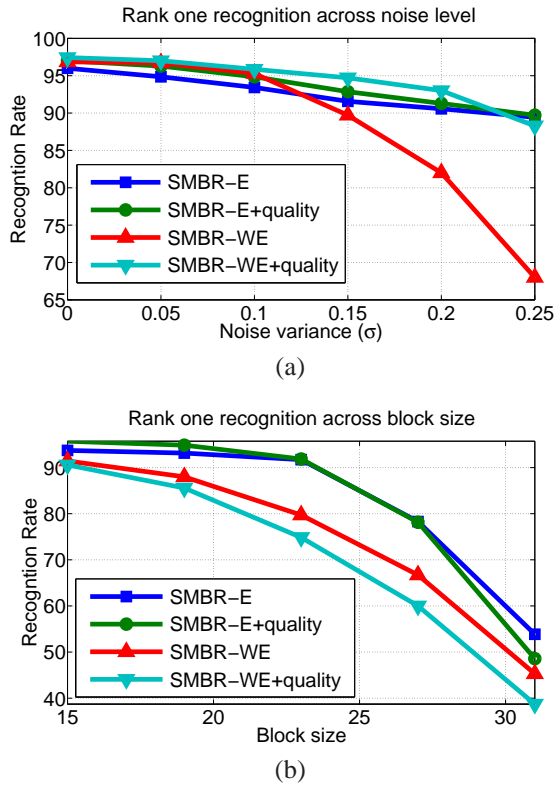 Rank one recognition across noise level
100
95
90
85
80
75
70
65
Recogntion Rate
SMBR−E
SMBR−E+quality
SMBR−WE
SMBR−WE+quality
0 0.05 0.1 0.15 0.2 0.25
Noise variance (σ)
(a)
Rank one recognition across block size
90
80
70
60
50
40
Recogntion Rate
SMBR−E
SMBR−E+quality
SMBR−WE
SMBR−WE+quality
15 20 25 30
Block size
(b)